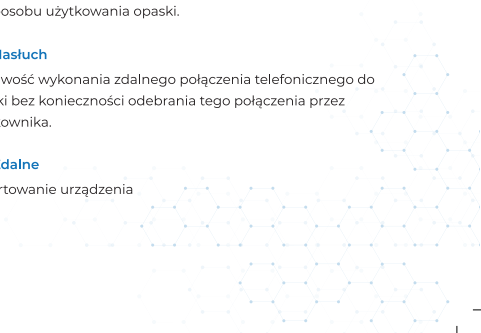 osobu użytkowania opaski.
asłuch
wość wykonania zdalnego połączenia telefonicznego do
ki bez konieczności odebrania tego połączenia przez
ownika.
dalne
rtowanie urządzenia